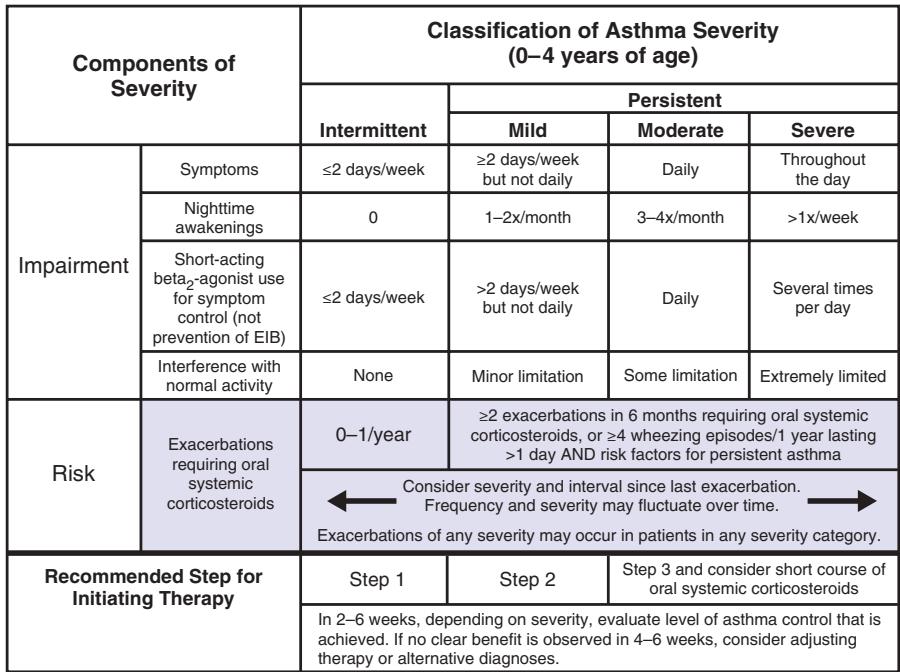 Components of
Severity
Classification of Asthma Severity
(0–4 years of age)
Persistent
Intermittent
Mild
Moderate
Severe
Impairment
Symptoms
≤2 days/week
≥2 days/week
but not daily
Daily
Throughout
the day
Nighttime
awakenings
0
1–2x/month
3–4x/month
>1x/week
Short-acting
beta2-agonist use
for symptom
control (not
prevention of EIB)
≤2 days/week
>2 days/week
but not daily
Daily
Several times
per day
Interference with
normal activity
None
Minor limitation
Some limitation
Extremely limited
Risk
Exacerbations
requiring oral
systemic
corticosteroids
0–1/year
≥2 exacerbations in 6 months requiring oral systemic
corticosteroids, or ≥4 wheezing episodes/1 year lasting
>1 day AND risk factors for persistent asthma
Consider severity and interval since last exacerbation.
Frequency and severity may fluctuate over time.
Exacerbations of any severity may occur in patients in any severity category.
Recommended Step for
Initiating Therapy
Step 1
Step 2
Step 3 and consider short course of
oral systemic corticosteroids
In 2–6 weeks, depending on severity, evaluate level of asthma control that is
achieved. If no clear benefit is observed in 4–6 weeks, consider adjusting
therapy or alternative diagnoses.